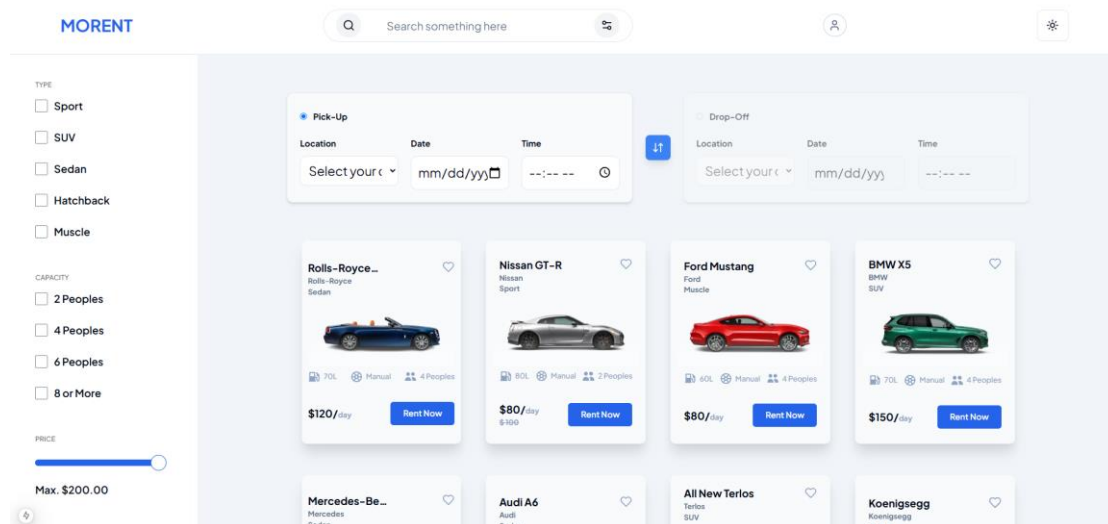 MORENT
Search something here
TYPE
Sport
SUV
Sedan
Hatchback
Muscle
CAPACITY
2 Peoples
4 Peoples
6 Peoples
8 or More
PRICE
Max. $200.00
Pick-Up
Location Date Time
Select your c mm/dd/yyy --:-- --
Drop-Off
Location Date Time
Select your c mm/dd/yyy --:-- --
Rolls-Royce...
Rolls-Royce
Sedan
70L Manual 4 Peoples
$120/day Rent Now
Nissan GT-R
Nissan
Sport
80L Manual 2 Peoples
$80/day Rent Now
$100
Ford Mustang
Ford
Muscle
60L Manual 4 Peoples
$80/day Rent Now
BMW X5
BMW
SUV
70L Manual 4 Peoples
$150/day Rent Now
Mercedes-Be...
Mercedes
Audi A6
Audi
All New Terlos
Terlos
SUV
Koenigsegg
Koenigsegg